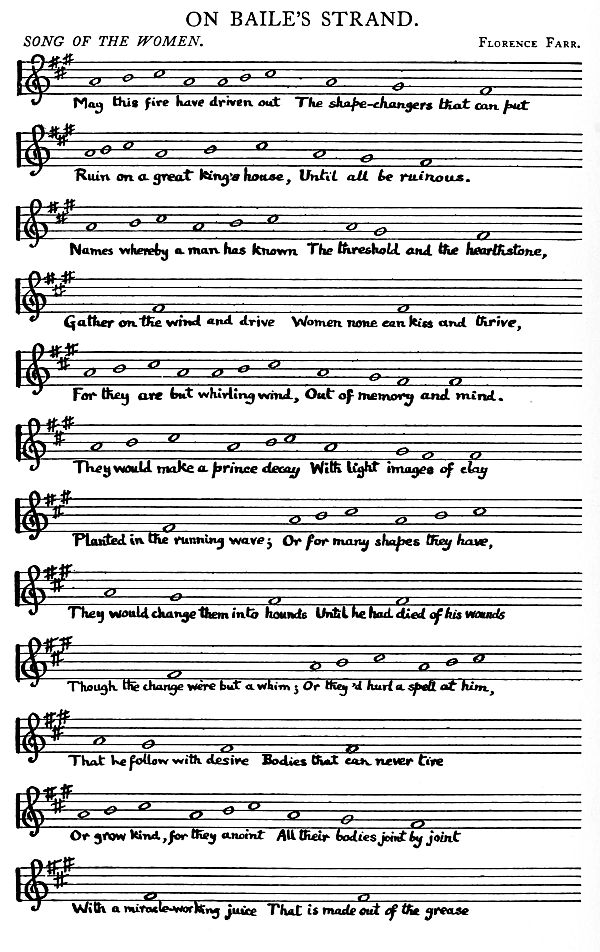 ON BAILE'S STRAND.
SONG OF THE WOMEN. FLORENCE FARR.
May this fire have driven out The shape-changers that can put
Ruin on a great king's house, Until all be ruinous.
Names whereby a man has known The threshold and the hearthstone,
Gather on the wind and drive Women none can kiss and thrive,
For they are but whirling wind, Out of memory and mind.
They would make a prince decay With light images of clay
Planted in the running wave; Or for many shapes they have,
They would change them into hounds Until he had died of his wounds
Though the change were but a whim; Or they'd hurl a spell at him,
That he follow with desire Bodies that can never tire
Or grow kind, for they anoint All their bodies joint by joint
With a miracle-working juice That is made out of the grease